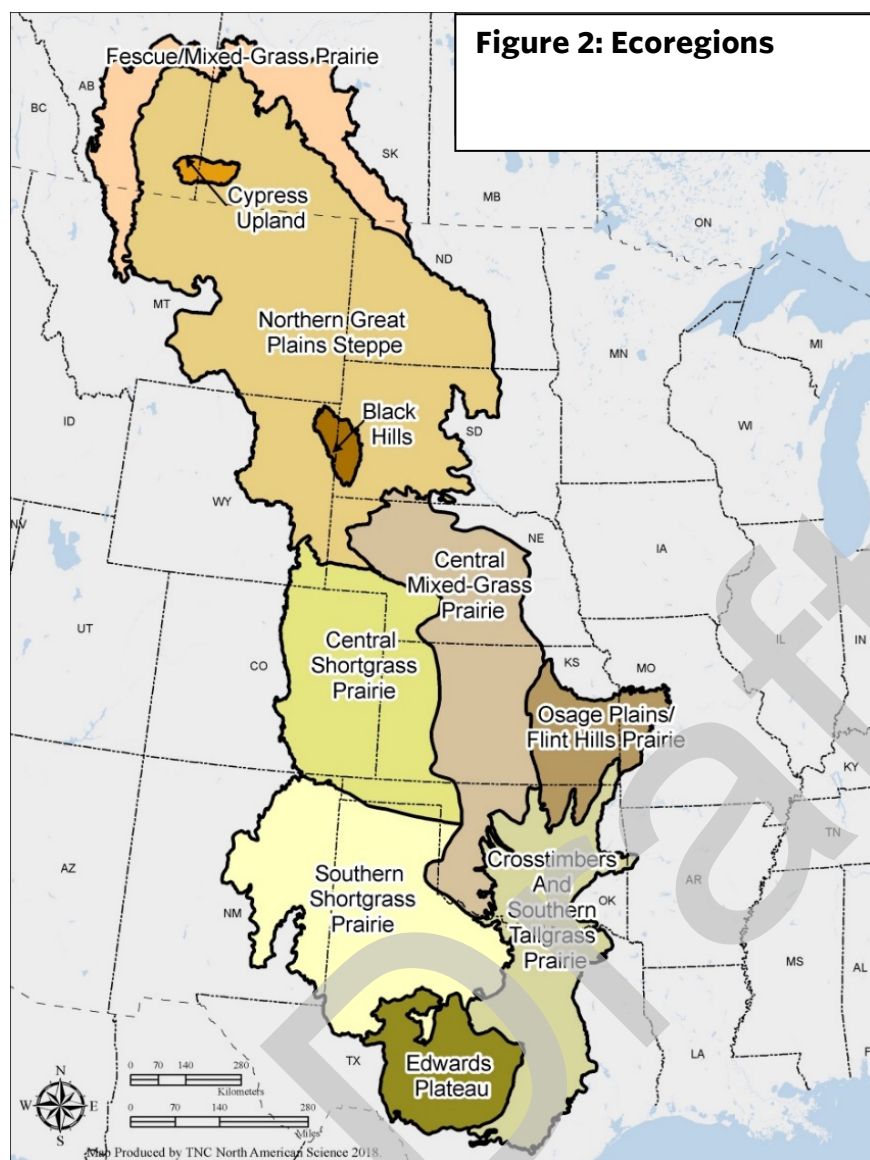 Figure 2: Ecoregions
Fescue/Mixed-Grass Prairie
AB
BC
SK
MB
ON
Cypress
Upland
ND
MT
Northern Great
Plains Steppe
MN
MI
WI
ID
Black
Hills
SD
WY
NV
NE
IA
Central
Mixed-Grass
Prairie
UT
CO
Central
Shortgrass
Prairie
KS
MO
IL
IN
Osage Plains/
Flint Hills Prairie
KY
TN
AZ
NM
Southern
Shortgrass
Prairie
Crosstimbers
And
Southern
Tallgrass
Prairie
OK
AR
MS
AL
LA
TX
Edwards
Plateau
F
0 70 140 280
Kilometers
0 70 140 280
Miles
N
W E
S
Map Produced by TNC North American Science 2018.
Draft